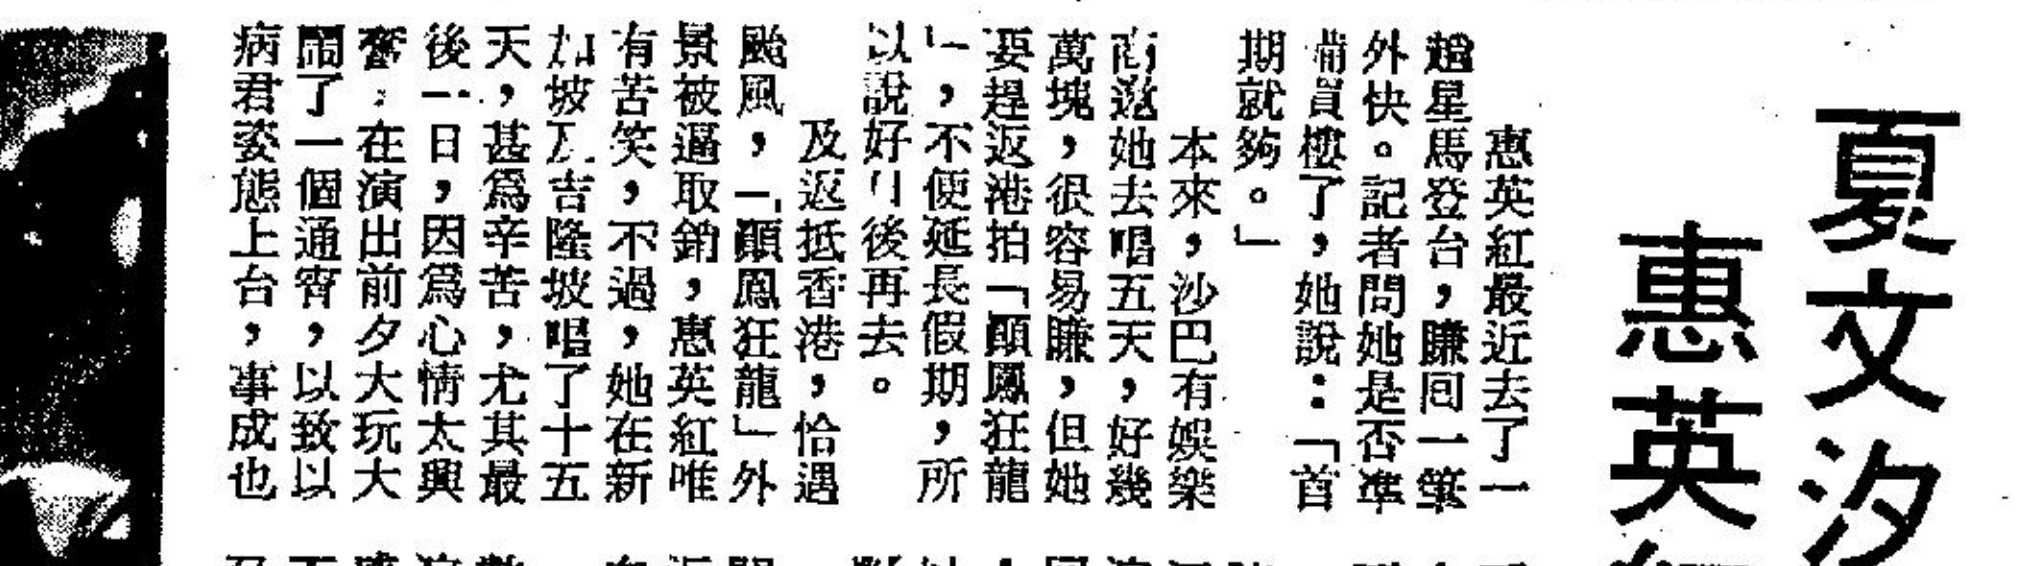 夏文汐
惠英
惠英紅最近去了一
趟星馬登台，賺囘一筆
外快。記者問她是否準
備買樓了，她說：「首
期就夠。」
本來，沙巴有娛樂
商邀她去唱五天，好幾
萬塊，很容易賺，但她
要趕返港拍「顚鳳狂龍
」，不便延長假期，所
以說好　後再去。
及返抵香港，恰遇
颱風，「顚鳳狂龍」外
景被逼取銷，惠英紅唯
有苦笑，不過，她在新
加坡及吉隆坡唱了十五
天，甚爲辛苦，尤其最
後一日，因爲心情太興
奮，在演出前夕大玩大
鬧了一個通宵，以致以
病君姿態上台，事成也